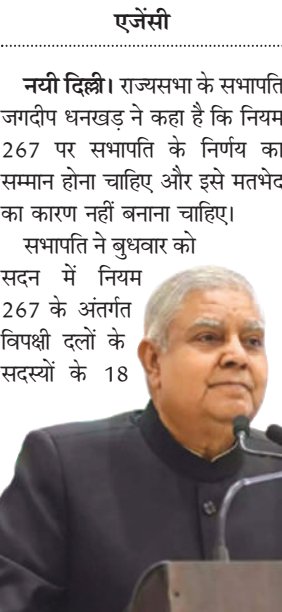 एजेंसी
नयी दिल्ली। राज्यसभा के सभापति
जगदीप धनखड़ ने कहा है कि नियम
267 पर सभापति के निर्णय का
सम्मान होना चाहिए और इसे मतभेद
का कारण नहीं बनाना चाहिए।
सभापति ने बुधवार को
सदन में नियम
267 के अंतर्गत
विपक्षी दलों के
सदस्यों के 18